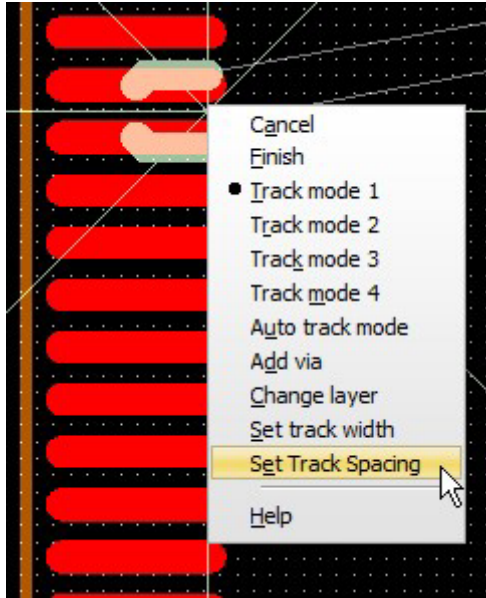 Cancel
Finish
Track mode 1
Track mode 2
Track mode 3
Track mode 4
Auto track mode
Add via
Change layer
Set track width
Set Track Spacing
Help